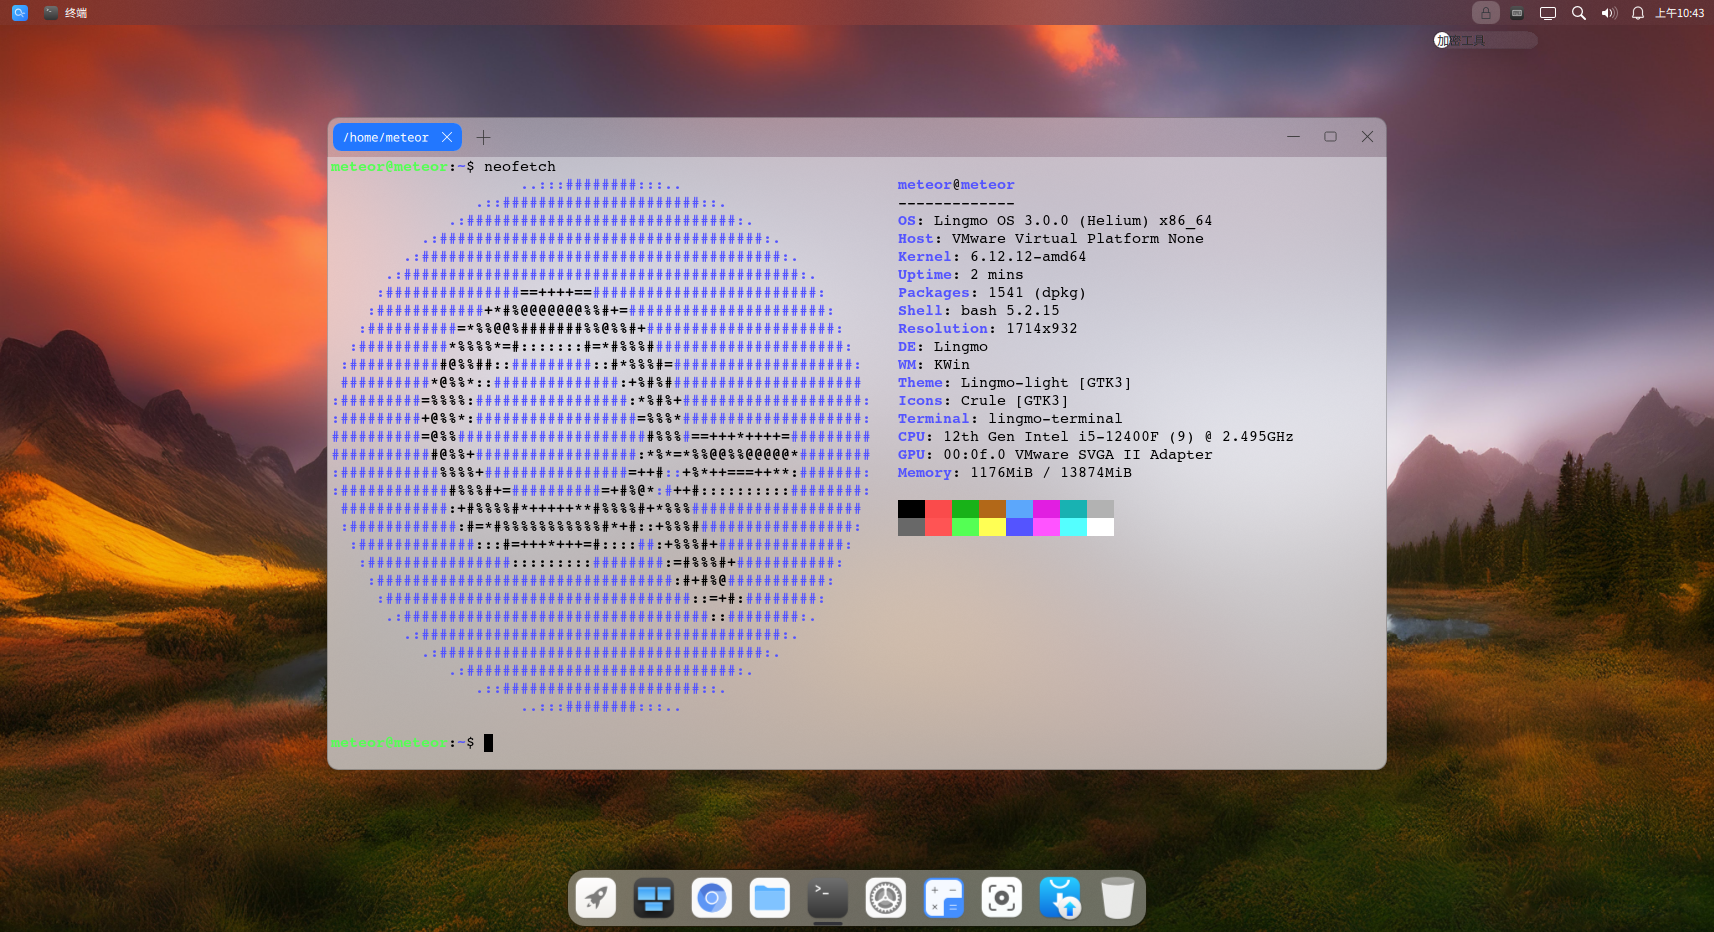 终端
上午10:43
加密工具
/home/meteor
meteor@meteor:~$ neofetch
meteor@meteor
-------------
OS: Lingmo OS 3.0.0 (Helium) x86_64
Host: VMware Virtual Platform None
Kernel: 6.12.12-amd64
Uptime: 2 mins
Packages: 1541 (dpkg)
Shell: bash 5.2.15
Resolution: 1714x932
DE: Lingmo
WM: KWin
Theme: Lingmo-light [GTK3]
Icons: Crule [GTK3]
Terminal: lingmo-terminal
CPU: 12th Gen Intel i5-12400F (9) @ 2.495GHz
GPU: 00:0f.0 VMware SVGA II Adapter
Memory: 1176MiB / 13874MiB
meteor@meteor:~$